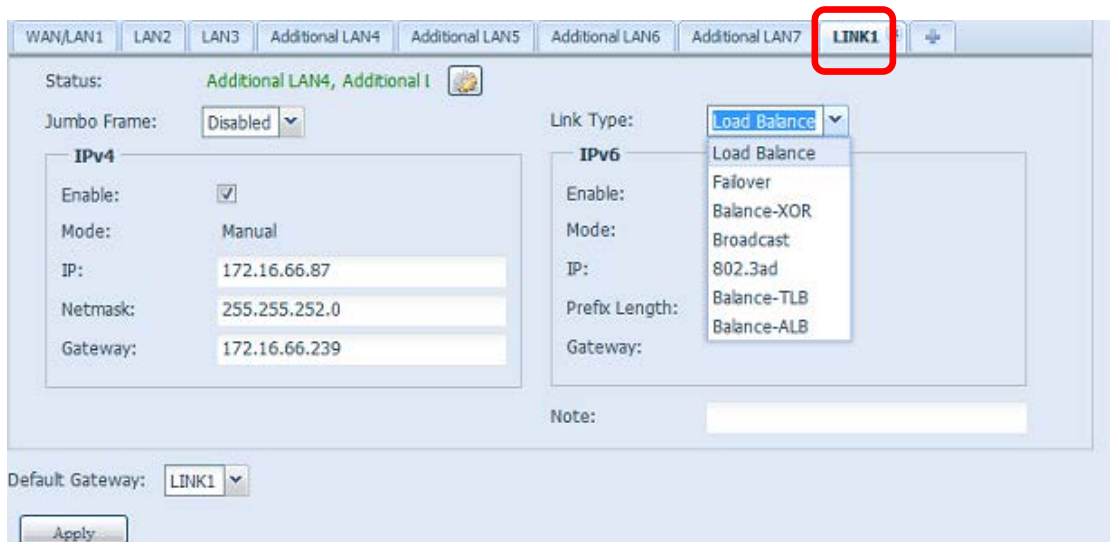 WAN/LAN1 LAN2 LAN3 Additional LAN4 Additional LAN5 Additional LAN6 Additional LAN7 LINK1
Status: Additional LAN4, Additional L
Jumbo Frame: Disabled Link Type: Load Balance
IPv4
Enable:
Mode: Manual
IP: 172.16.66.87
Netmask: 255.255.252.0
Gateway: 172.16.66.239
IPv6
Enable:
Mode:
IP:
Prefix Length:
Gateway:
Load Balance
Failover
Balance-XOR
Broadcast
802.3ad
Balance-TLB
Balance-ALB
Note:
Default Gateway: LINK1
Apply